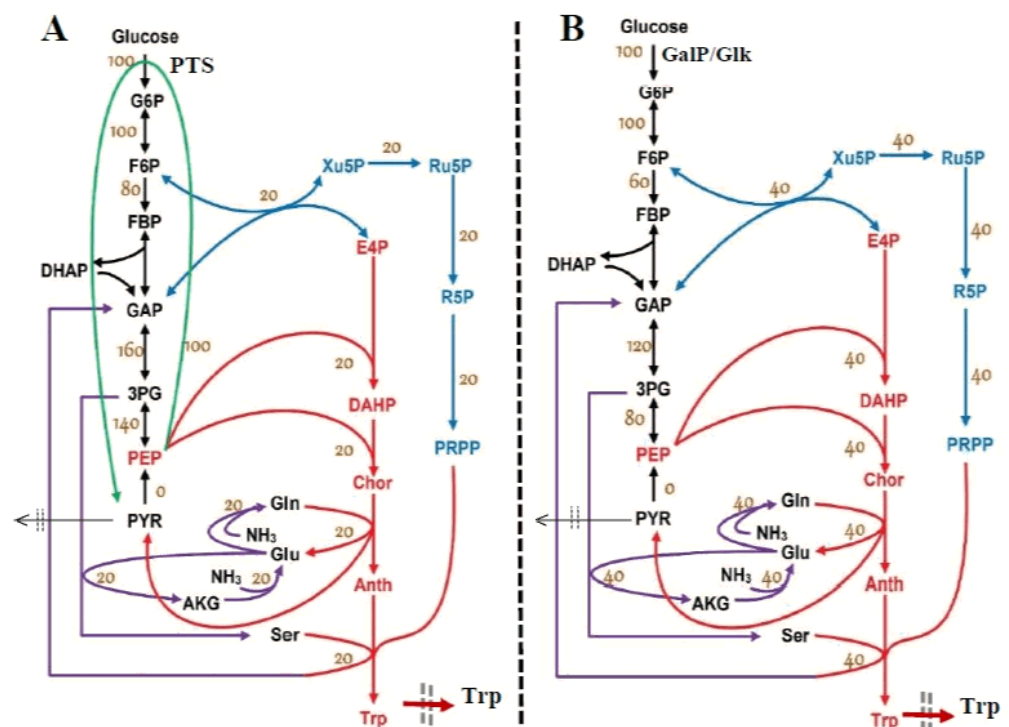 A
Glucose
100
PTS
G6P
100
F6P
80
FBP
DHAP
GAP
160
100
3PG
140
PEP
0
PYR
20
Xu5P
20
Ru5P
20
E4P
R5P
20
20
DAHP
20
PRPP
Chor
20
Gln
20
NH3
Glu
20
NH3
20
AKG
Anth
Ser
20
Trp
Trp
B
Glucose
100
GalP/Glk
G6P
100
F6P
60
FBP
DHAP
GAP
120
3PG
80
PEP
0
PYR
40
Xu5P
40
Ru5P
40
E4P
R5P
40
40
DAHP
40
PRPP
Chor
40
Gln
40
NH3
Glu
40
NH3
40
AKG
Anth
Ser
40
Trp
Trp